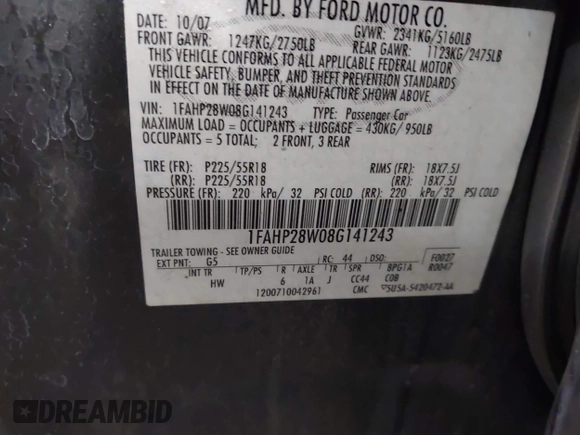 MFD. BY FORD MOTOR CO.
DATE: 10/07 GVWR: 2341KG/5160LB
FRONT GAWR: 1247KG/2750LB REAR GAWR: 1123KG/2475LB
THIS VEHICLE CONFORMS TO ALL APPLICABLE FEDERAL MOTOR
VEHICLE SAFETY, BUMPER, AND THEFT PREVENTION STANDARDS
IN EFFECT ON THE DATE OF MANUFACTURE SHOWN ABOVE.
VIN: 1FAHP28W08G141243 TYPE: Passenger Car
MAXIMUM LOAD = OCCUPANTS + LUGGAGE = 430KG/950LB
OCCUPANTS = 5 TOTAL; 2 FRONT, 3 REAR
TIRE (FR): P225/55R18 RIMS (FR): 18X7.5J
(RR): P225/55R18 (RR): 18X7.5J
PRESSURE (FR): 220 kPa/ 32 PSI COLD (RR): 220 kPa/ 32 PSI COLD
1FAHP28W08G141243
TRAILER TOWING - SEE OWNER GUIDE
EXT PNT: G5 RC: 44 DSO: F0027
R0047
INT TR TP/PS R AXLE TR SPR BPG1A
HW 6 1A J CC44 COB
1200710042961 CMC 5U5A-5420472-AA
DREAMBID